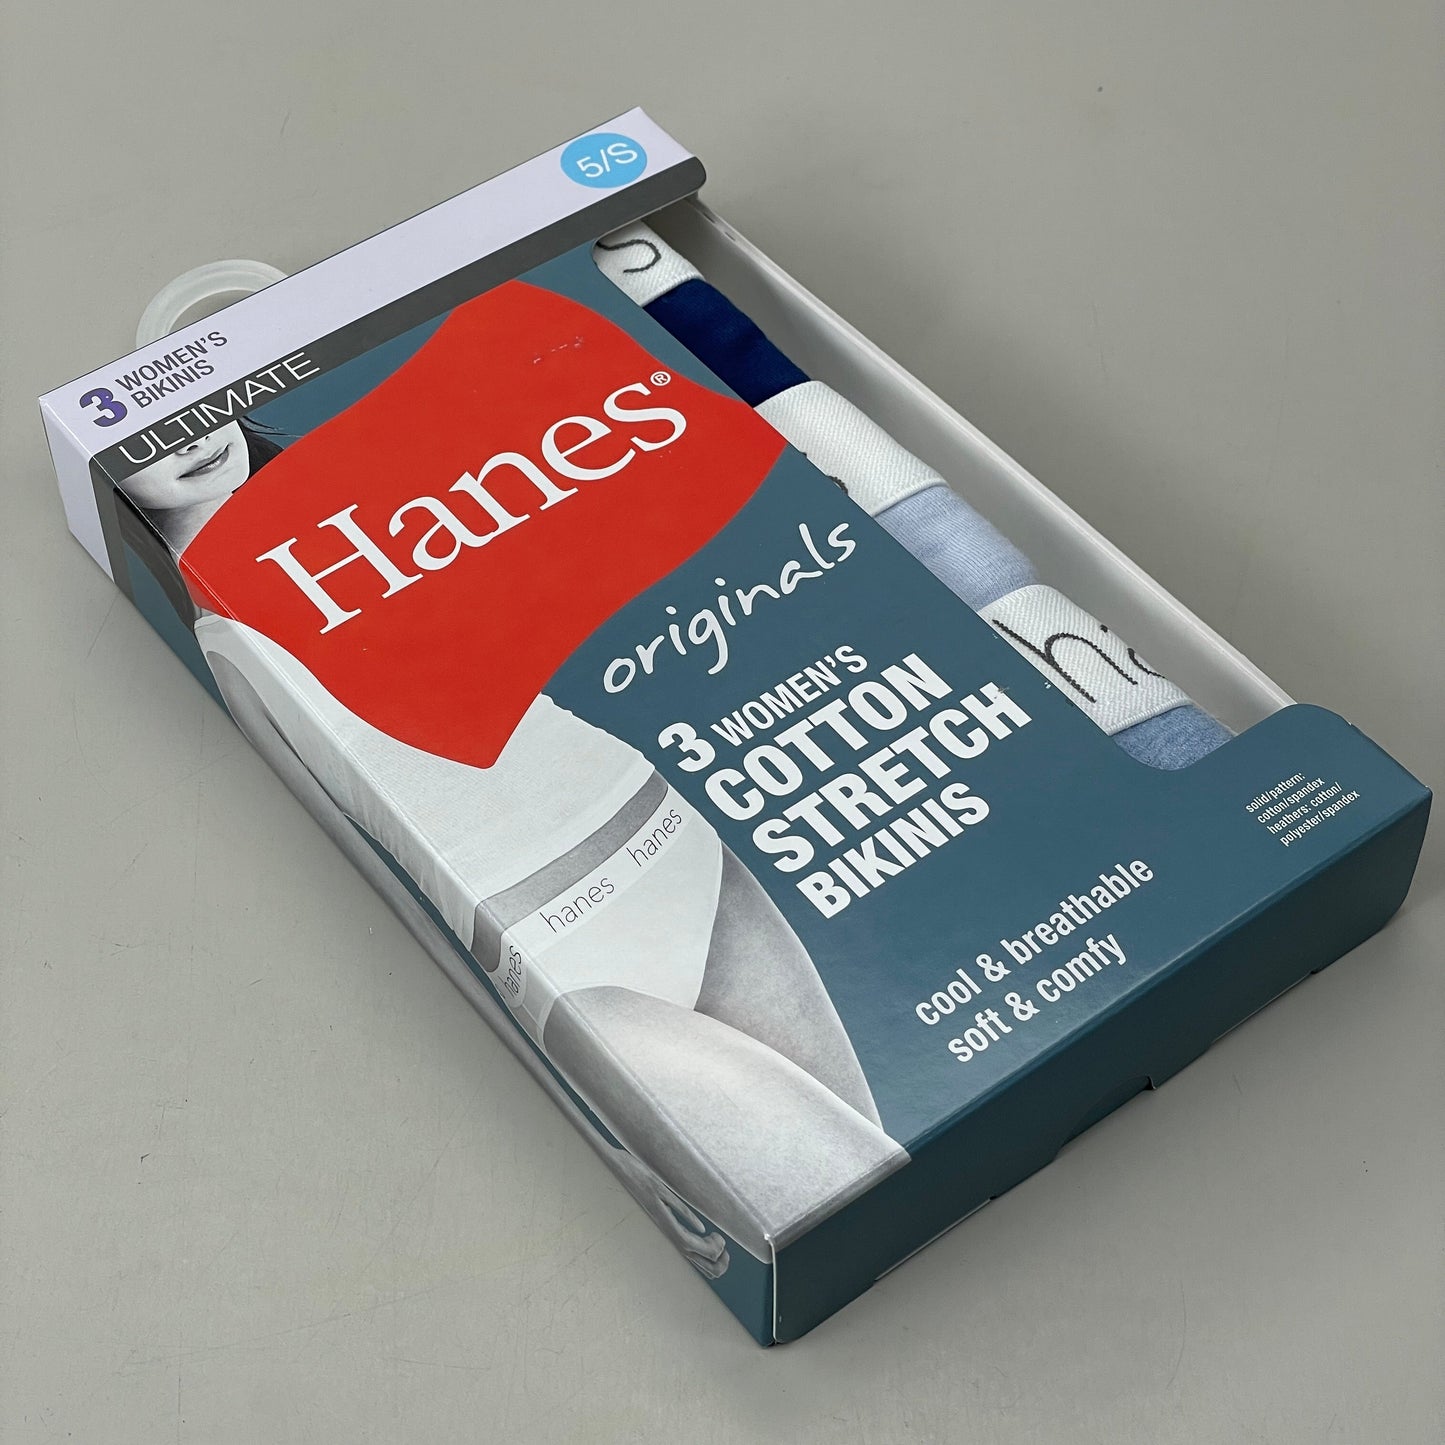 5/S
3 WOMEN'S
BIKINIS
ULTIMATE
Hanes®
originals
3 WOMEN'S
COTTON
STRETCH
BIKINIS
cool & breathable
soft & comfy
solid/pattern:
cotton/spandex
heathers: cotton/
polyester/spandex
hanes hanes
hanes
s